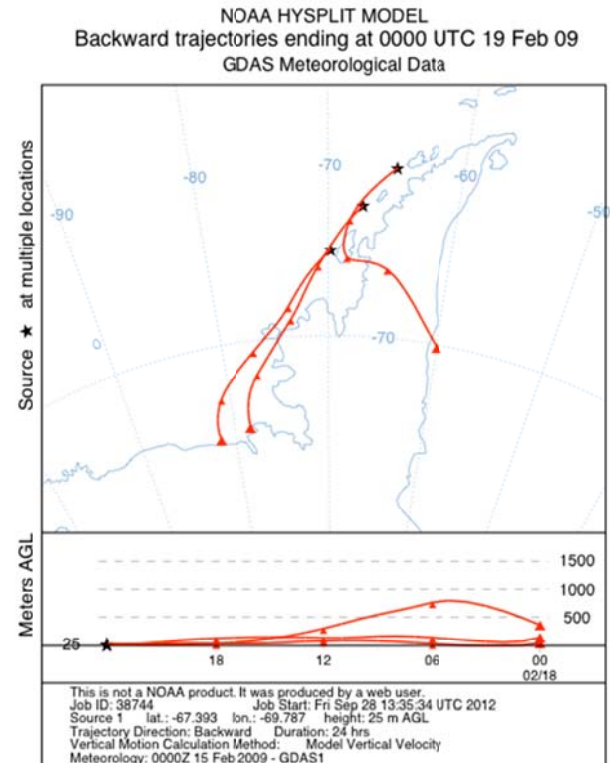 NOAA HYSPLIT MODEL
Backward trajectories ending at 0000 UTC 19 Feb 09
GDAS Meteorological Data
Source ★ at multiple locations
-70
-80
-60
-90
-50
-70
0
Meters AGL
1500
1000
500
25
18 12 06 00
02/18
This is not a NOAA product. It was produced by a web user.
Job ID: 38744 Job Start: Fri Sep 28 13:35:34 UTC 2012
Source 1 lat.: -67.393 lon.: -69.787 height: 25 m AGL
Trajectory Direction: Backward Duration: 24 hrs
Vertical Motion Calculation Method: Model Vertical Velocity
Meteorology: 0000Z 15 Feb 2009 - GDAS1